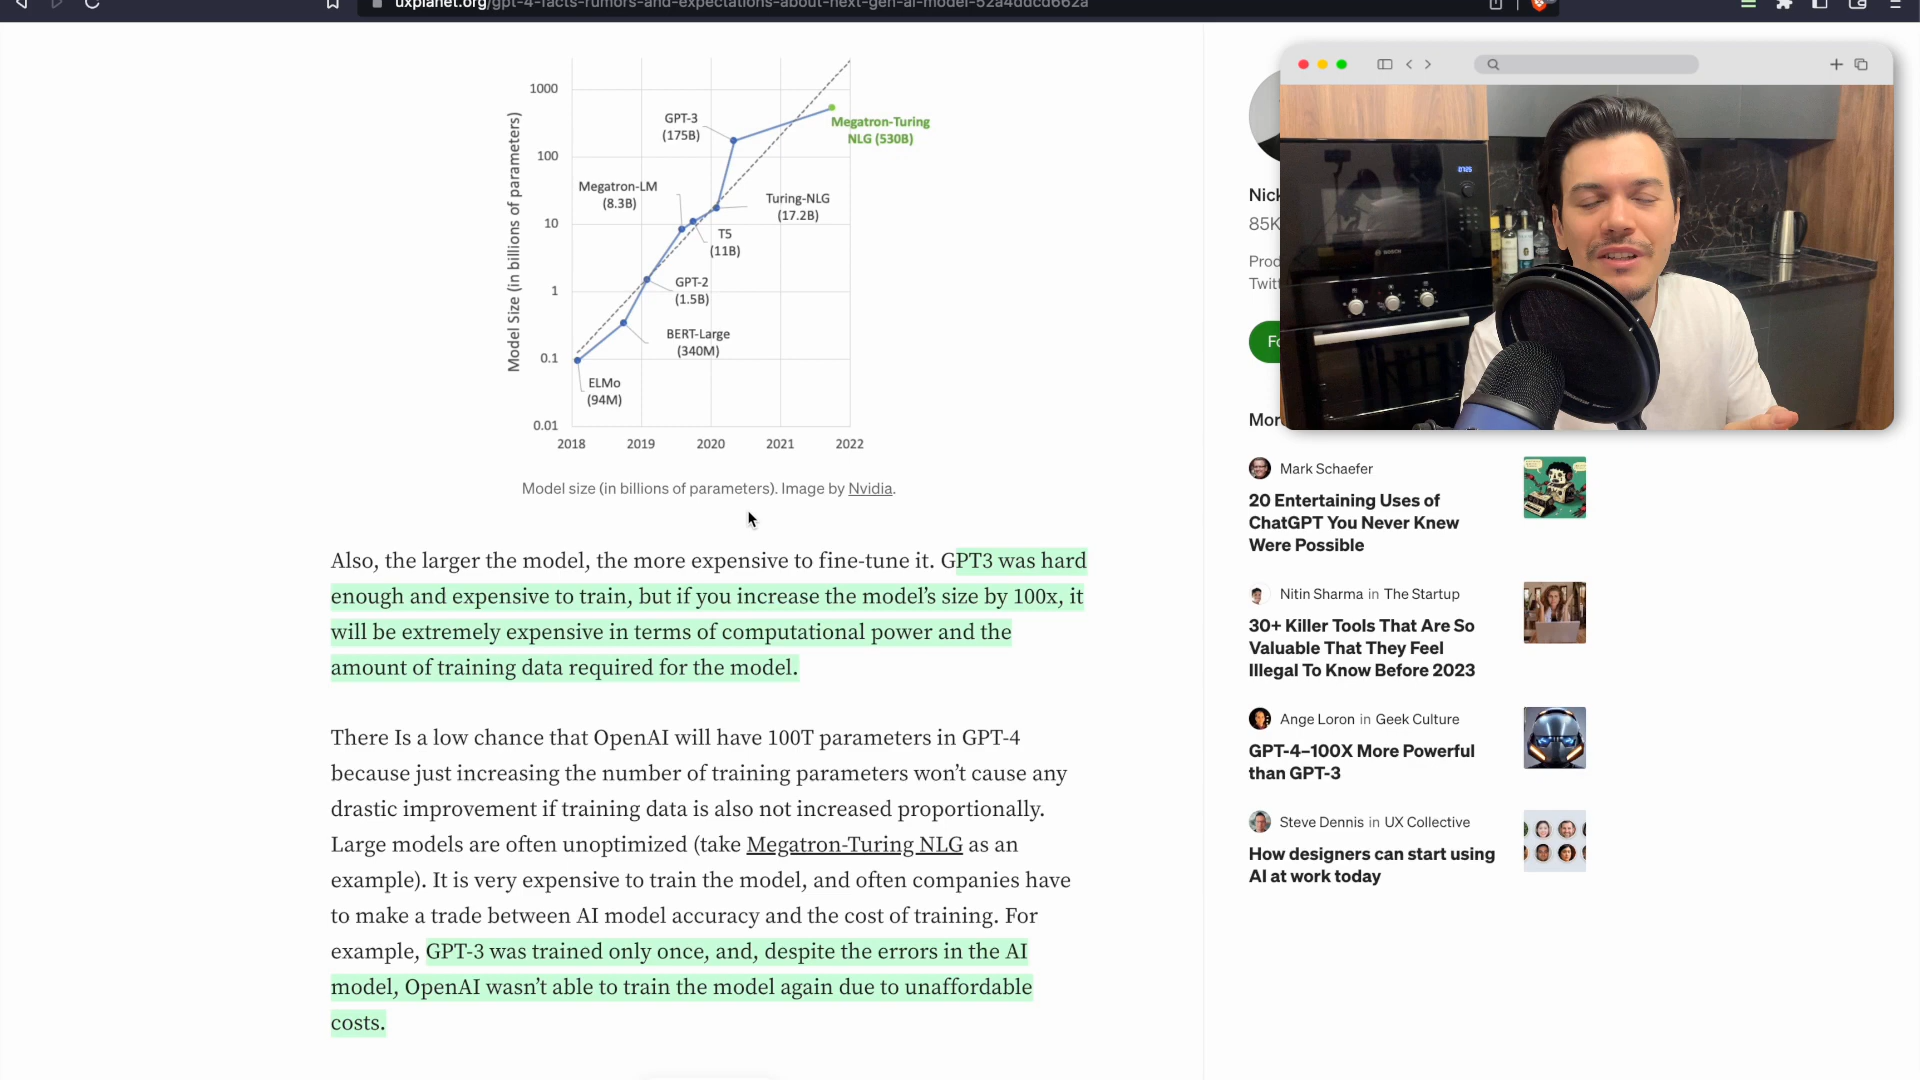 uxplanet.org/gpt-4-facts-rumors-and-expectations-about-next-gen-ai-model-52a4ddcd662a
Model Size (in billions of parameters)
1000
100
10
1
0.1
0.01
2018
2019
2020
2021
2022
GPT-3
(175B)
Megatron-Turing
NLG (530B)
Megatron-LM
(8.3B)
Turing-NLG
(17.2B)
T5
(11B)
GPT-2
(1.5B)
BERT-Large
(340M)
ELMo
(94M)
Model size (in billions of parameters). Image by Nvidia.
Also, the larger the model, the more expensive to fine-tune it. GPT3 was hard
enough and expensive to train, but if you increase the model’s size by 100x, it
will be extremely expensive in terms of computational power and the
amount of training data required for the model.
There Is a low chance that OpenAI will have 100T parameters in GPT-4
because just increasing the number of training parameters won’t cause any
drastic improvement if training data is also not increased proportionally.
Large models are often unoptimized (take Megatron-Turing NLG as an
example). It is very expensive to train the model, and often companies have
to make a trade between AI model accuracy and the cost of training. For
example, GPT-3 was trained only once, and, despite the errors in the AI
model, OpenAI wasn’t able to train the model again due to unaffordable
costs.
Nick
85K
Prod
Twitt
Fo
More
Mark Schaefer
20 Entertaining Uses of
ChatGPT You Never Knew
Were Possible
Nitin Sharma in The Startup
30+ Killer Tools That Are So
Valuable That They Feel
Illegal To Know Before 2023
Ange Loron in Geek Culture
GPT-4–100X More Powerful
than GPT-3
Steve Dennis in UX Collective
How designers can start using
AI at work today
BOSCH